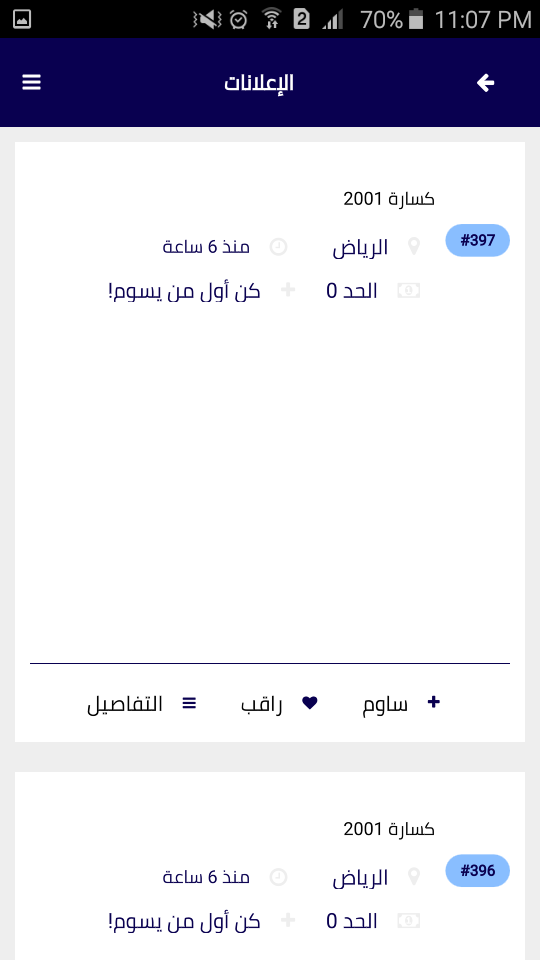 2 70% 11:07 PM
الإعلانات
كسارة 2001
#397
الرياض منذ 6 ساعة
الحد 0 كن أول من يسوم!
ساوم راقب التفاصيل
كسارة 2001
#396
الرياض منذ 6 ساعة
الحد 0 كن أول من يسوم!